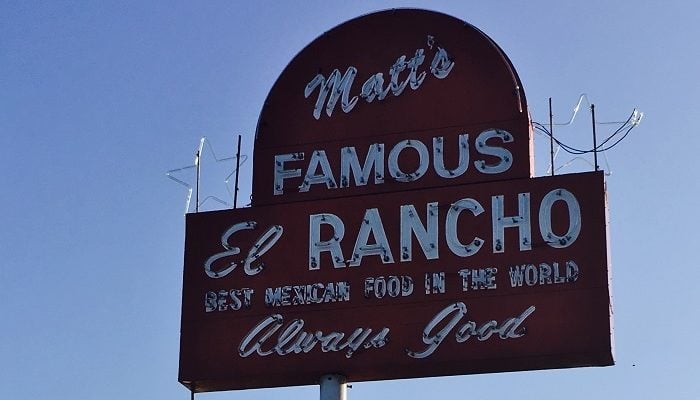 Matt's
FAMOUS
El RANCHO
BEST MEXICAN FOOD IN THE WORLD
Always Good